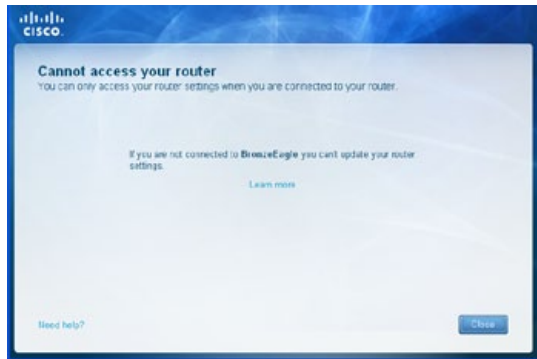 CISCO.
Cannot access your router
You can only access your router settings when you are connected to your router.
If you are not connected to BronzeEagle you can't update your router
settings.
Learn more
Need help?
Close